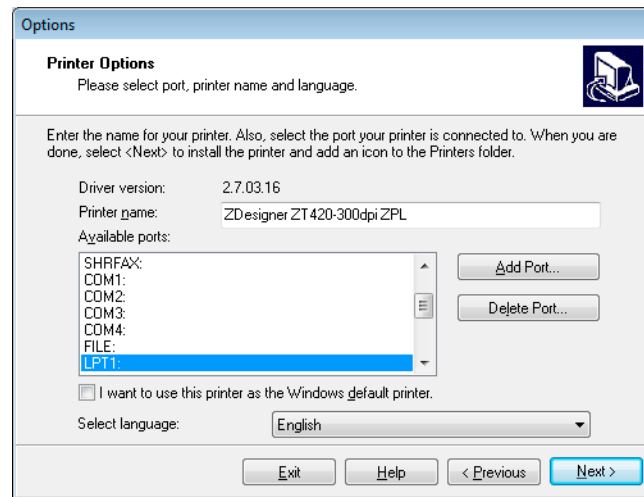 Options
Printer Options
Please select port, printer name and language.
Enter the name for your printer. Also, select the port your printer is connected to. When you are
done, select <Next> to install the printer and add an icon to the Printers folder.
Driver version: 2.7.03.16
Printer name: ZDesigner ZT420-300dpi ZPL
Available ports:
SHRFAX:
COM1:
COM2:
COM3:
COM4:
FILE:
LPT1:
Add Port...
Delete Port...
I want to use this printer as the Windows default printer.
Select language: English
Exit Help < Previous Next >